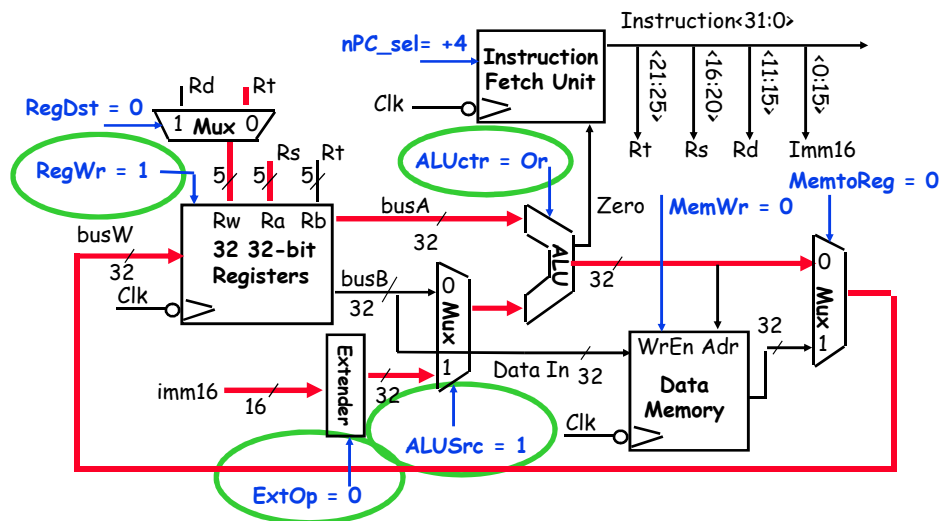 Instruction<31:0>
nPC_sel= +4
Instruction
Fetch Unit
<21:25>
<16:20>
<11:15>
<0:15>
Clk
Rd
Rt
RegDst = 0
1 Mux 0
Rt
Rs
Rd
Imm16
RegWr = 1
5
5
Rs
5
Rt
ALUctr = Or
MemtoReg = 0
busA
Zero
MemWr = 0
Rw Ra Rb
busW
32
32 32-bit
Registers
32
ALU
32
0
Mux
1
busB
32
0
Mux
1
Clk
32
WrEn Adr
Data In
32
Data
Memory
Extender
imm16
16
32
Clk
ALUSrc = 1
ExtOp = 0